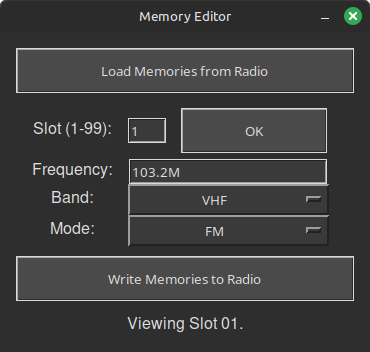 Memory Editor
Load Memories from Radio
Slot (1-99): 1 OK
Frequency: 103.2M
Band: VHF
Mode: FM
Write Memories to Radio
Viewing Slot 01.